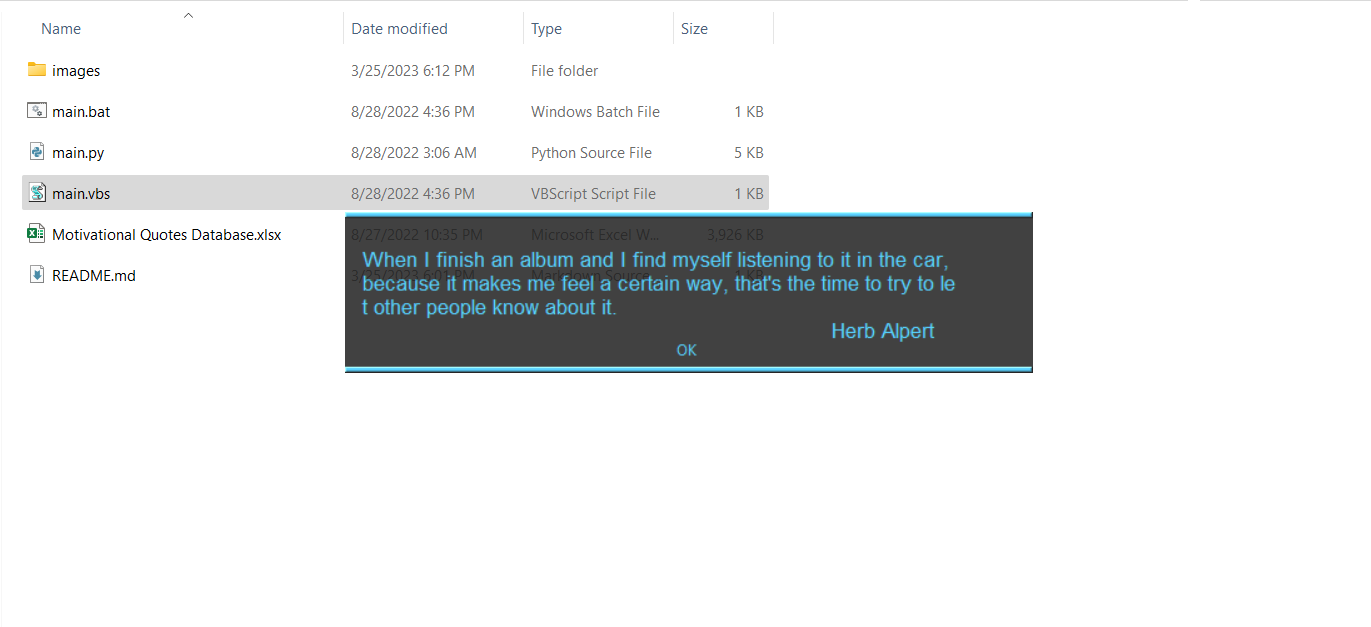 Name Date modified Type Size
images 3/25/2023 6:12 PM File folder
main.bat 8/28/2022 4:36 PM Windows Batch File 1 KB
main.py 8/28/2022 3:06 AM Python Source File 5 KB
main.vbs 8/28/2022 4:36 PM VBScript Script File 1 KB
Motivational Quotes Database.xlsx 8/27/2022 10:35 PM Microsoft Excel W... 3,926 KB
README.md 3/25/2023 6:01 PM Markdown Source 1 KB
When I finish an album and I find myself listening to it in the car,
because it makes me feel a certain way, that's the time to try to le
t other people know about it.
Herb Alpert
OK